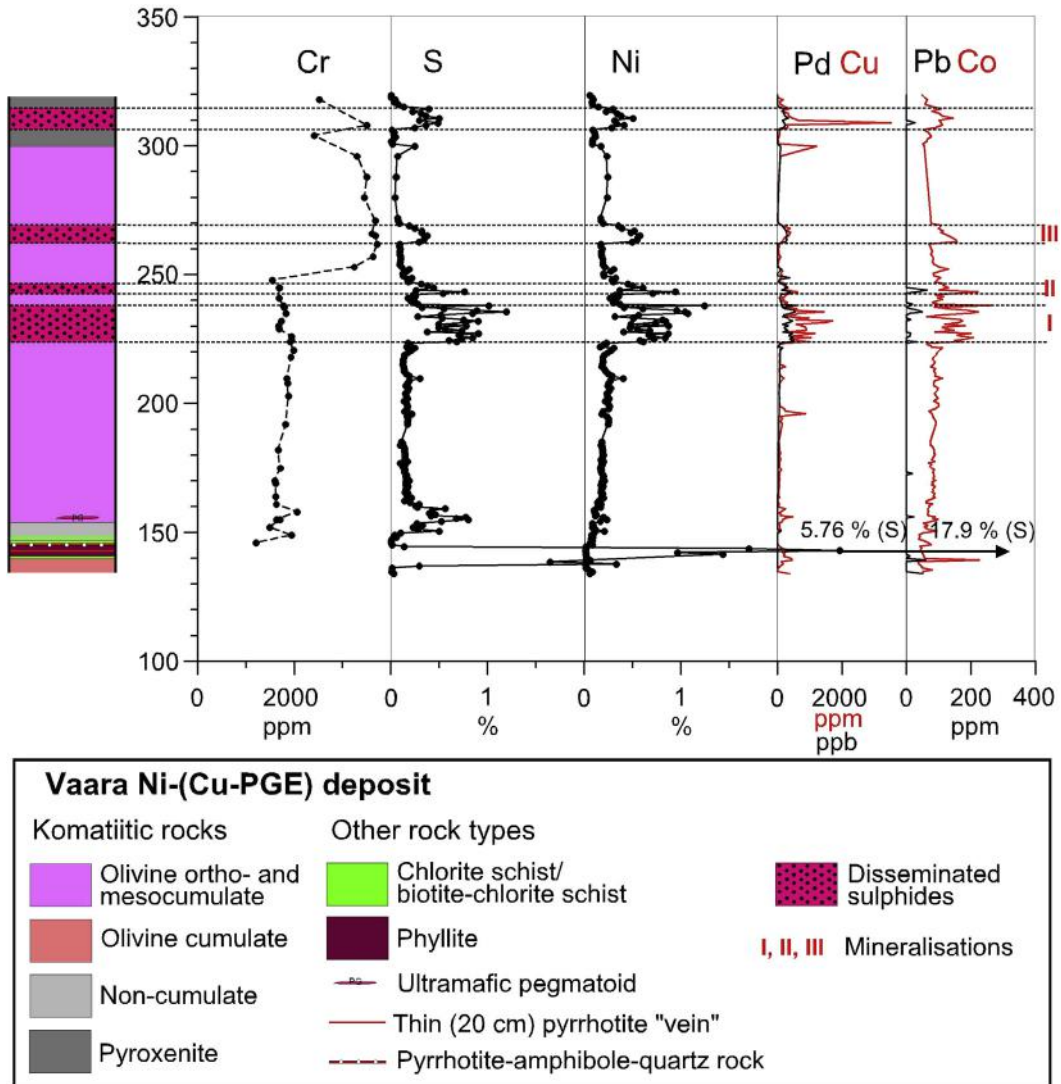 350
Cr S Ni Pd Cu Pb Co
300
III
250
II
I
200
PG
150
5.76 % (S) 17.9 % (S)
100
0 2000 0 1 0 1 0 2000 0 200 400
ppm % % ppm ppm
ppb
Vaara Ni-(Cu-PGE) deposit
Komatiitic rocks
Olivine ortho- and
mesocumulate
Olivine cumulate
Non-cumulate
Pyroxenite
Other rock types
Chlorite schist/
biotite-chlorite schist
Phyllite
PG
Ultramafic pegmatoid
Thin (20 cm) pyrrhotite "vein"
Pyrrhotite-amphibole-quartz rock
Disseminated
sulphides
I, II, III Mineralisations